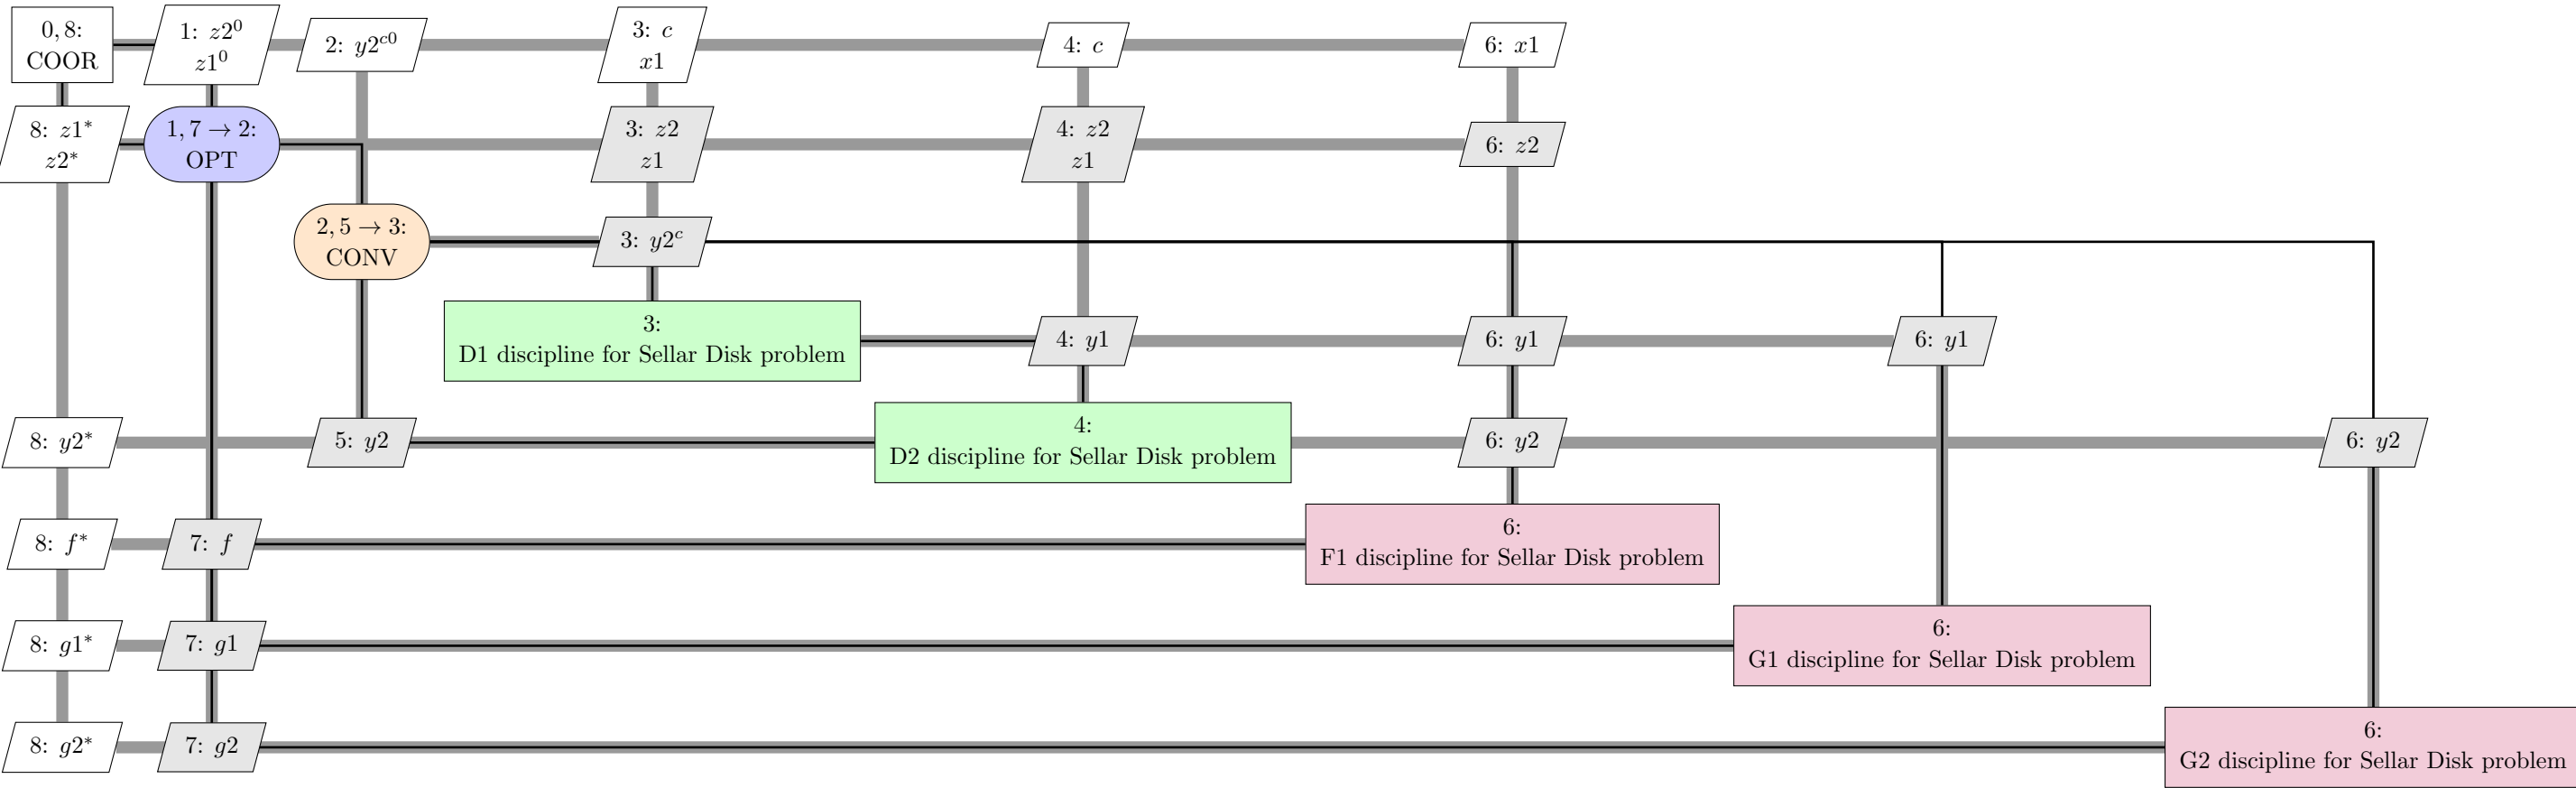 0, 8:
COOR
1: z2⁰
z1⁰
2: y2ᶜ⁰
3: c
x1
4: c
6: x1
8: z1*
z2*
1, 7 → 2:
OPT
3: z2
z1
4: z2
z1
6: z2
2, 5 → 3:
CONV
3: y2ᶜ
3:
D1 discipline for Sellar Disk problem
4: y1
6: y1
6: y1
8: y2*
5: y2
4:
D2 discipline for Sellar Disk problem
6: y2
6: y2
8: f*
7: f
6:
F1 discipline for Sellar Disk problem
8: g1*
7: g1
6:
G1 discipline for Sellar Disk problem
8: g2*
7: g2
6:
G2 discipline for Sellar Disk problem